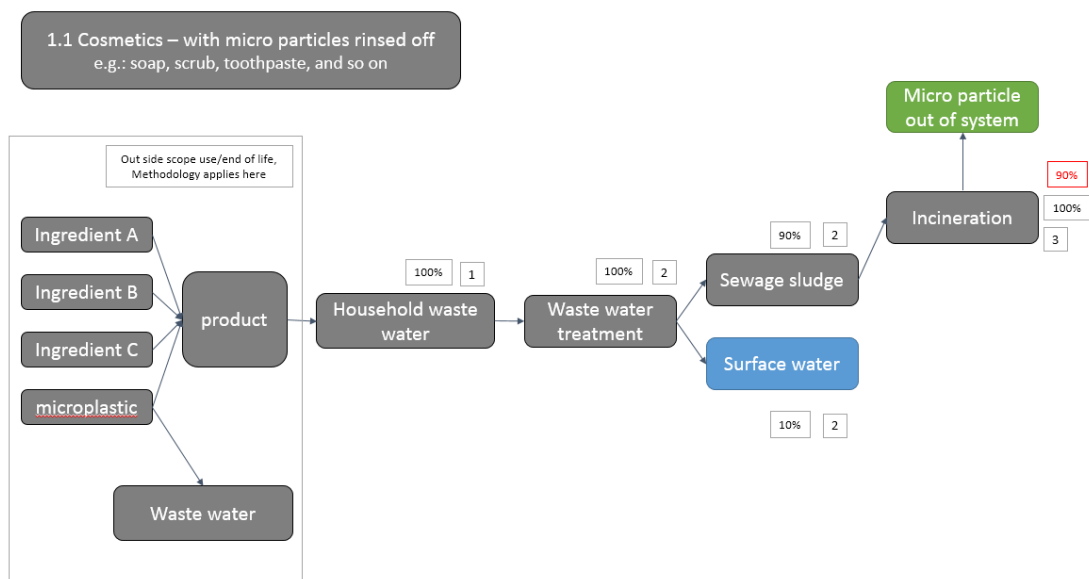 1.1 Cosmetics – with micro particles rinsed off
e.g.: soap, scrub, toothpaste, and so on
Out side scope use/end of life,
Methodology applies here
Ingredient A
Ingredient B
Ingredient C
microplastic
product
Waste water
100%
1
Household waste
water
100%
2
Waste water
treatment
90%
2
Sewage sludge
Surface water
10%
2
Micro particle
out of system
Incineration
90%
100%
3